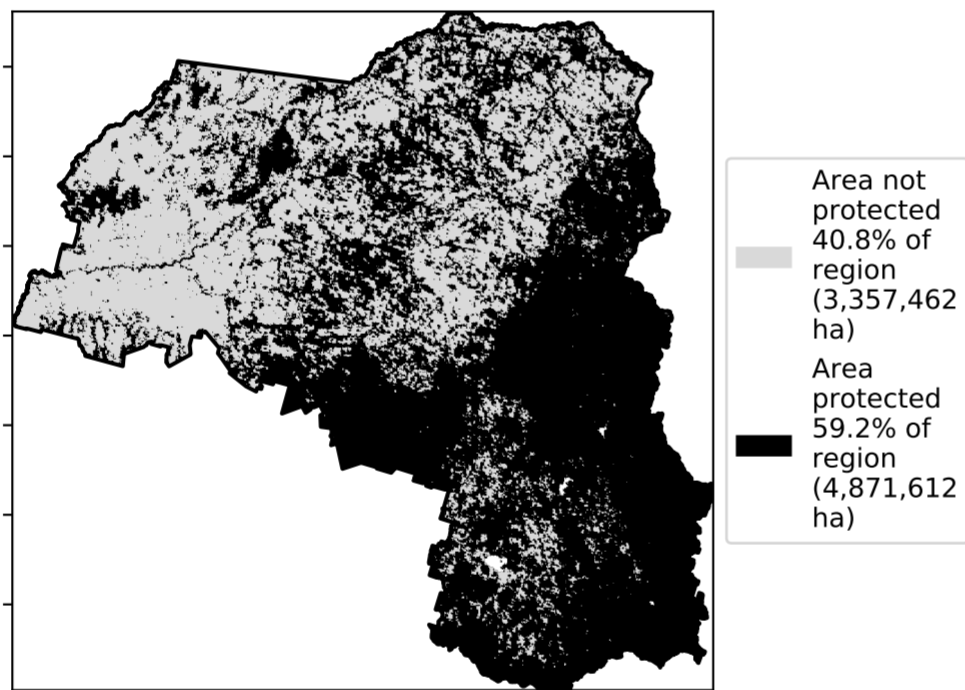 Area not
protected
40.8% of
region
(3,357,462
ha)
Area
protected
59.2% of
region
(4,871,612
ha)